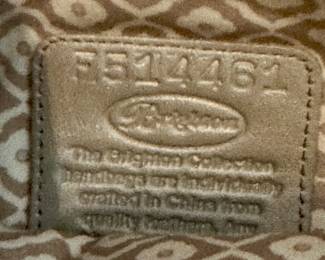 F514461
Brighton
The Brighton Collection
handbags are individually
crafted in China from
quality leathers. Any